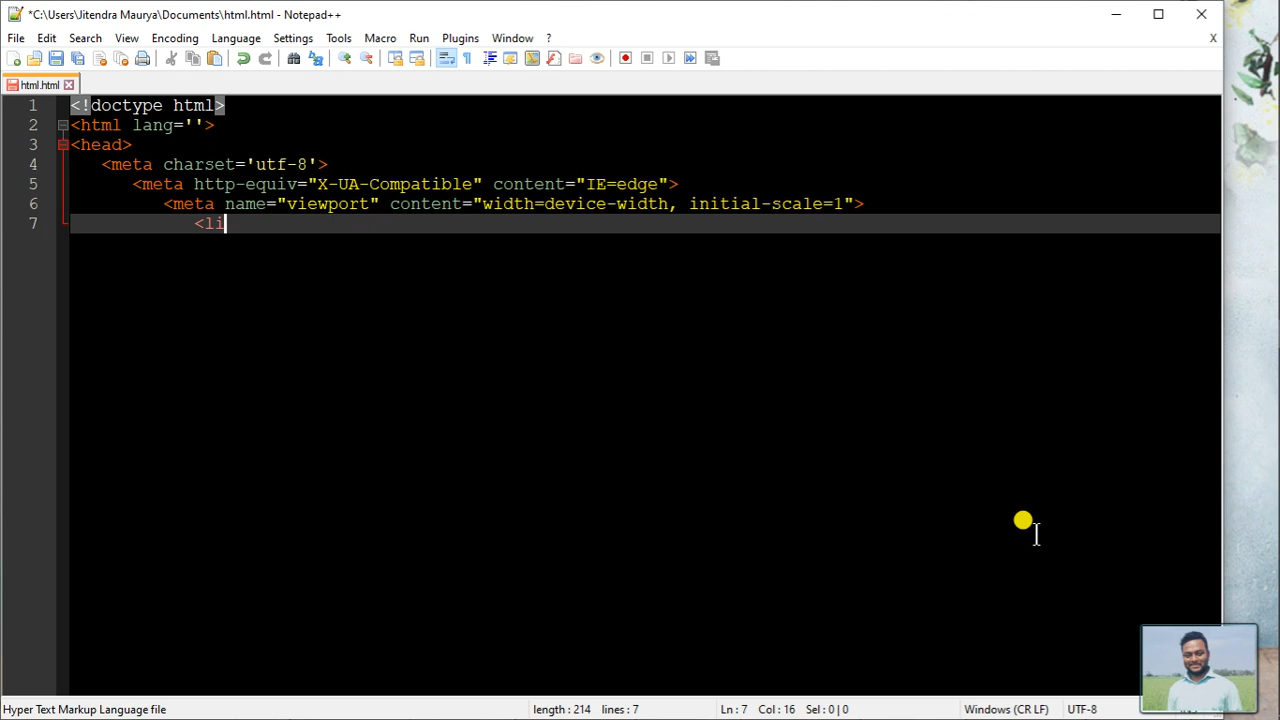 *C:\Users\Jitendra Maurya\Documents\html.html - Notepad++
File Edit Search View Encoding Language Settings Tools Macro Run Plugins Window ? X
html.html
1 <!doctype html>
2 <html lang=''>
3 <head>
4 <meta charset='utf-8'>
5 <meta http-equiv="X-UA-Compatible" content="IE=edge">
6 <meta name="viewport" content="width=device-width, initial-scale=1">
7 <li
Hyper Text Markup Language file length : 214 lines : 7 Ln : 7 Col : 16 Sel : 0 | 0 Windows (CR LF) UTF-8